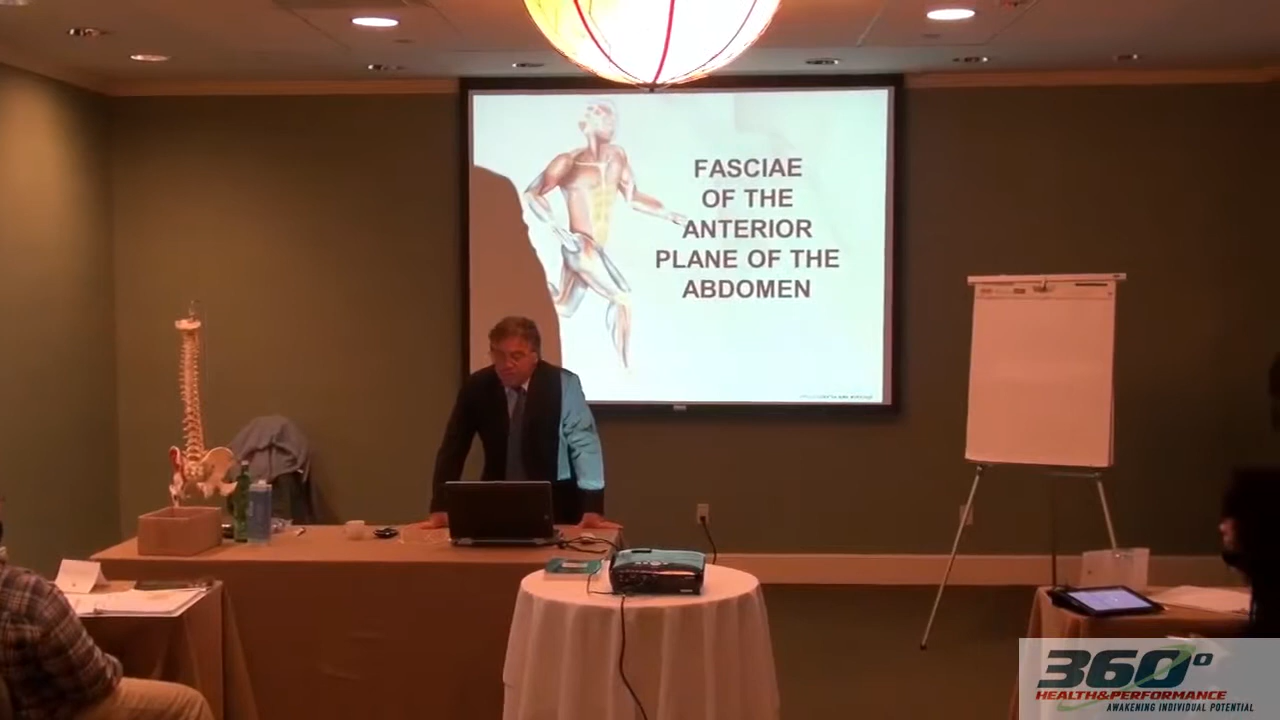 FASCIAE
OF THE
ANTERIOR
PLANE OF THE
ABDOMEN
360°
HEALTH&PERFORMANCE
AWAKENING INDIVIDUAL POTENTIAL